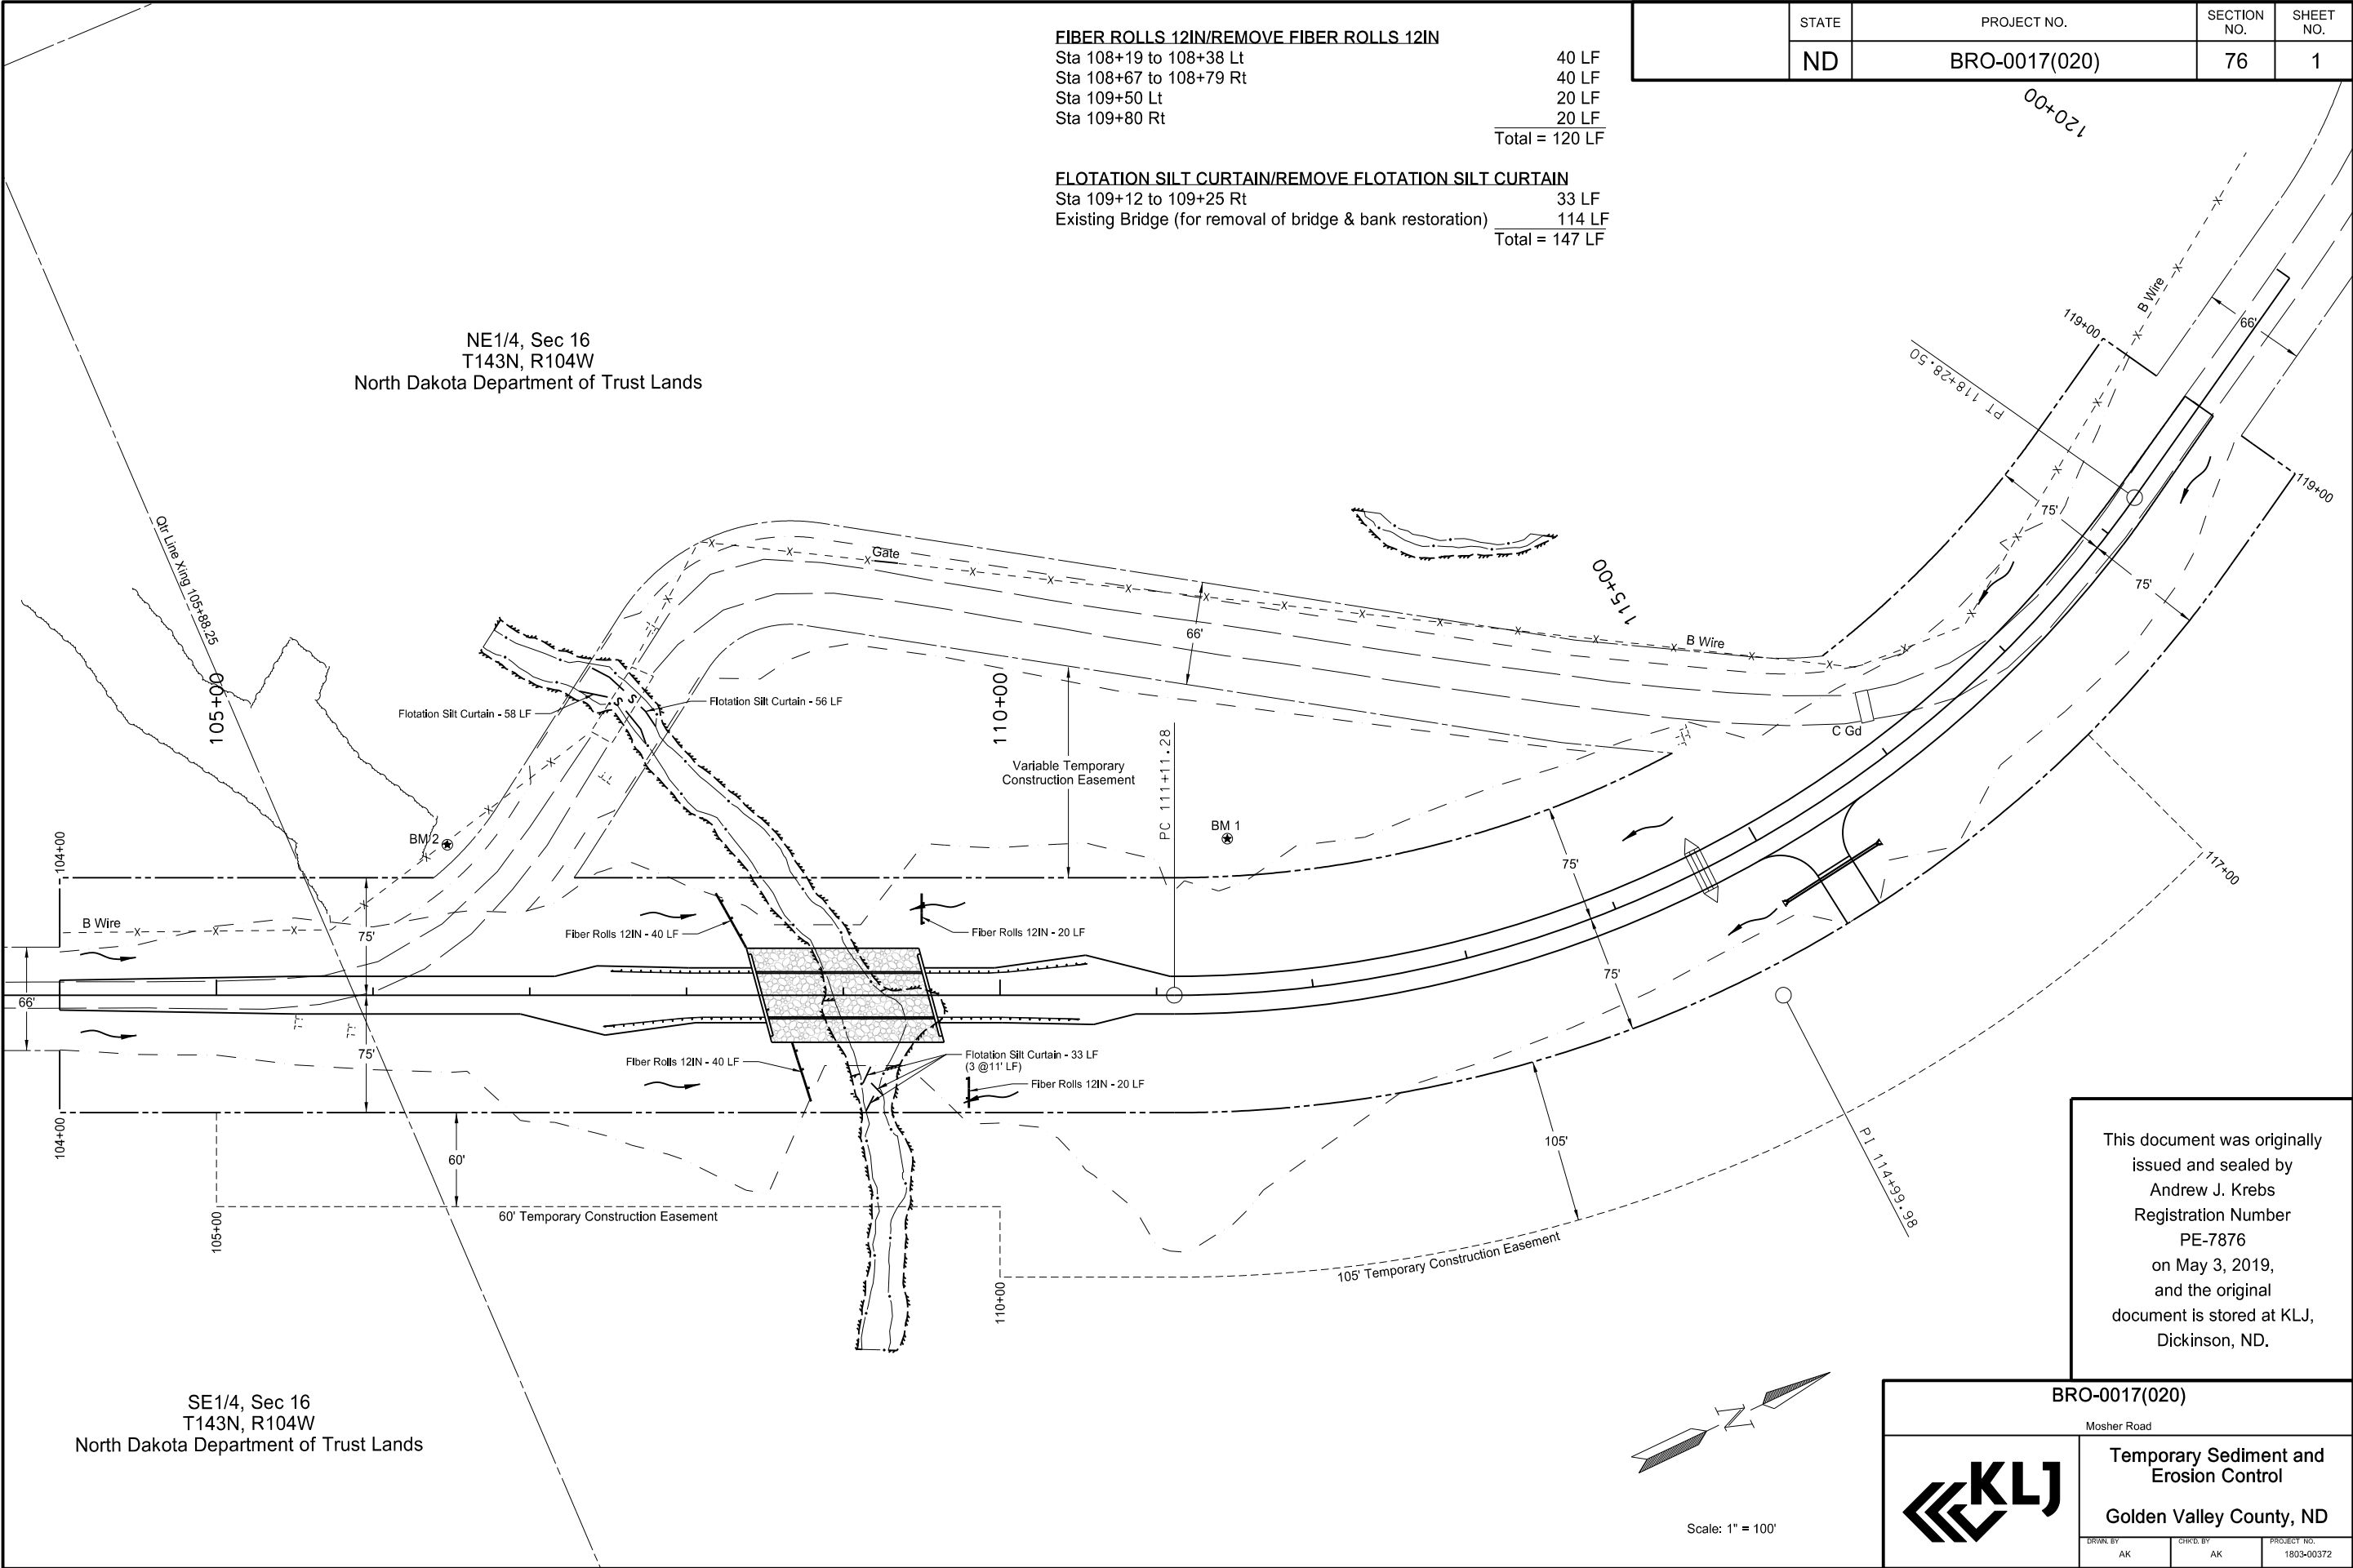 STATE
PROJECT NO.
SECTION NO.
SHEET NO.
ND
BRO-0017(020)
76
1
FIBER ROLLS 12IN/REMOVE FIBER ROLLS 12IN
Sta 108+19 to 108+38 Lt 40 LF
Sta 108+67 to 108+79 Rt 40 LF
Sta 109+50 Lt 20 LF
Sta 109+80 Rt 20 LF
Total = 120 LF
FLOTATION SILT CURTAIN/REMOVE FLOTATION SILT CURTAIN
Sta 109+12 to 109+25 Rt 33 LF
Existing Bridge (for removal of bridge & bank restoration) 114 LF
Total = 147 LF
120+00
B Wire
66'
119+00
PT 118+28.50
119+00
NE1/4, Sec 16
T143N, R104W
North Dakota Department of Trust Lands
Qtr Line Xing 105+88.25
75'
75'
Gate
115+00
66'
B Wire
C Gd
105+00
Flotation Silt Curtain - 58 LF
S
S
Flotation Silt Curtain - 56 LF
110+00
Variable Temporary
Construction Easement
PC 111+11.28
BM 1
BM 2
104+00
75'
117+00
B Wire
75'
Fiber Rolls 12IN - 40 LF
Fiber Rolls 12IN - 20 LF
75'
66'
75'
Fiber Rolls 12IN - 40 LF
Flotation Silt Curtain - 33 LF
(3 @11' LF)
Fiber Rolls 12IN - 20 LF
104+00
60'
105'
PI 114+99.98
105+00
60' Temporary Construction Easement
110+00
105' Temporary Construction Easement
This document was originally
issued and sealed by
Andrew J. Krebs
Registration Number
PE-7876
on May 3, 2019,
and the original
document is stored at KLJ,
Dickinson, ND.
SE1/4, Sec 16
T143N, R104W
North Dakota Department of Trust Lands
N
Scale: 1" = 100'
BRO-0017(020)
Mosher Road
KLJ
Temporary Sediment and
Erosion Control
Golden Valley County, ND
DRWN. BY
AK
CHK'D. BY
AK
PROJECT NO.
1803-00372